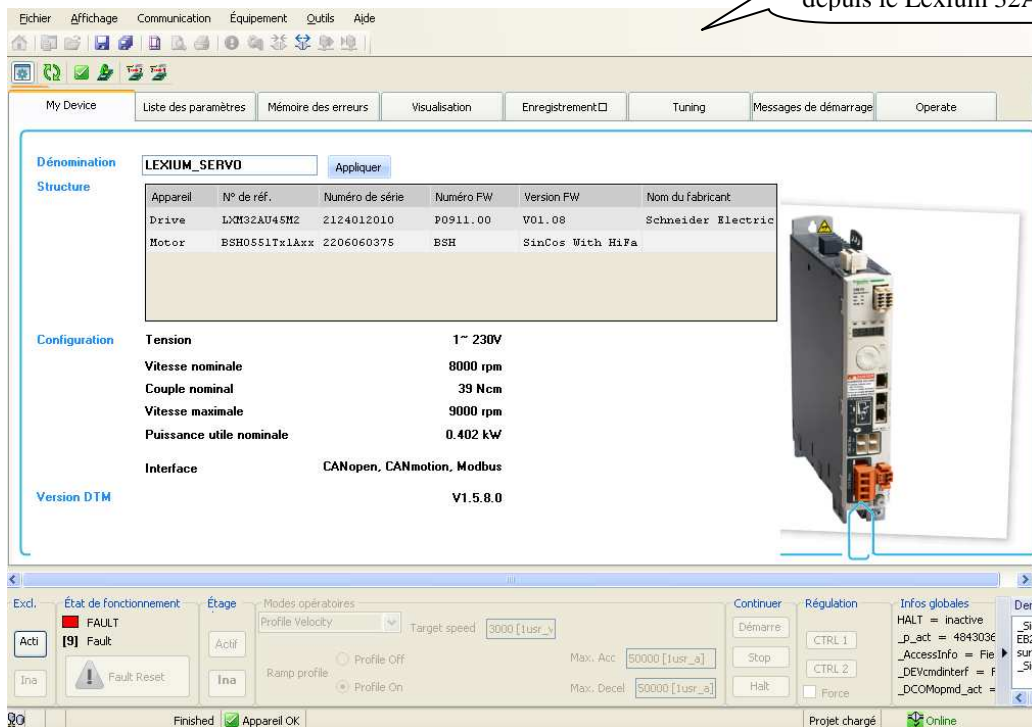 depuis le Lexium 32A
Fichier Affichage Communication Équipement Outils Aide
My Device Liste des paramètres Mémoire des erreurs Visualisation Enregistrement Tuning Messages de démarrage Operate
Dénomination LEXIUM_SERVO Appliquer
Structure
Appareil N° de réf. Numéro de série Numéro FW Version FW Nom du fabricant
Drive LXM32AU45M2 2124012010 P0911.00 V01.08 Schneider Electric
Motor BSH0551Tx1Axx 2206060375 BSH SinCos With HiFa
Configuration Tension 1~ 230V
Vitesse nominale 8000 rpm
Couple nominal 39 Ncm
Vitesse maximale 9000 rpm
Puissance utile nominale 0.402 kW
Interface CANopen, CANmotion, Modbus
Version DTM V1.5.8.0
Excl. État de fonctionnement Étage Modes opératoires Continuer Régulation Infos globales Der
FAULT Profile Velocity Target speed 3000 [1usr_v Démarre HALT = inactive
Acti [9] Fault Actif CTRL 1 _p_act = 4843036
Profile Off Max. Acc 50000 [1usr_a] Stop _AccessInfo = Fie
Ina Fault Reset Ina Ramp profile CTRL 2 _DEVcmdinterf = F
Profile On Max. Decel 50000 [1usr_a] Halt Force _DCOMopmd_act =
_Si
EB2
sur
_Si
Finished Appareil OK Projet chargé Online